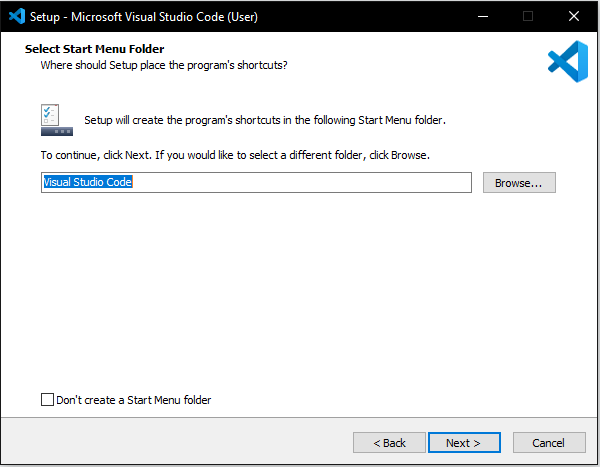 Setup - Microsoft Visual Studio Code (User)
Select Start Menu Folder
Where should Setup place the program's shortcuts?
Setup will create the program's shortcuts in the following Start Menu folder.
To continue, click Next. If you would like to select a different folder, click Browse.
Visual Studio Code
Browse...
Don't create a Start Menu folder
< Back
Next >
Cancel